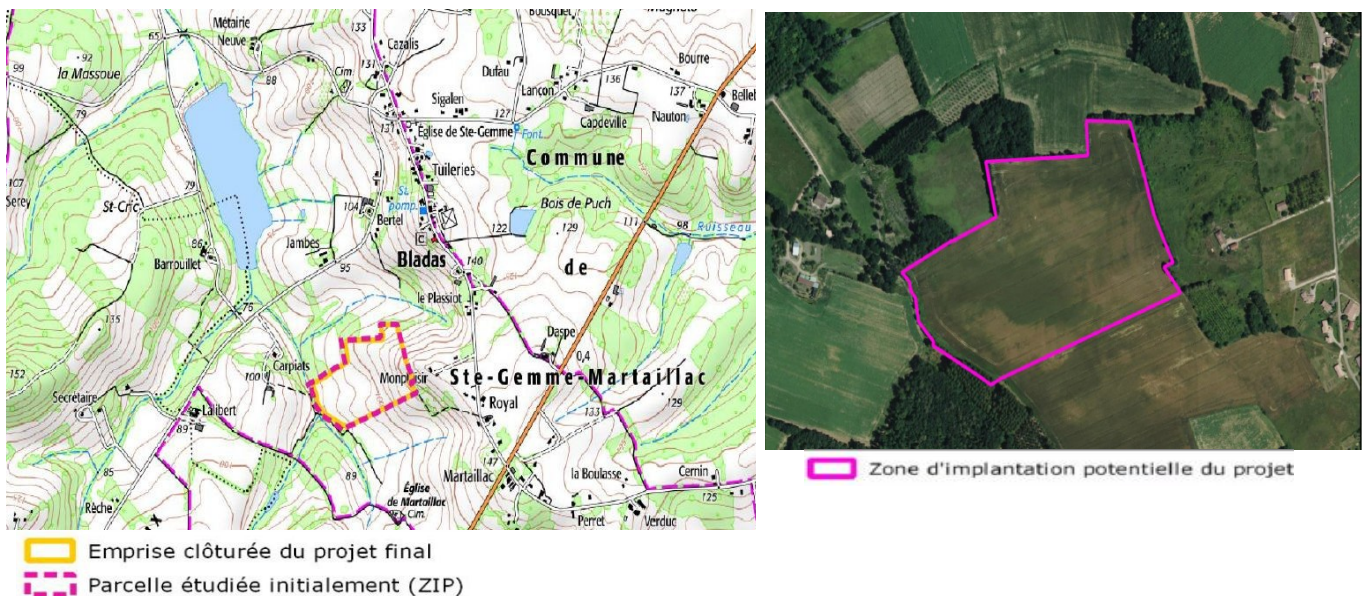 Métairie
Neuve
133
Cazalis
Bousquet
65
92
la Massoue
99
88
Cim.
131
Dufau
Bourre
136
Lancon
137
Belle
79
Sigalen
127
Capdeville
Nauton
131
Église de Ste-Gemme
Font.
Commune
Tuileries
107
Serey
St-Cric
79
104
St.
pomp.
Bertel
Bois de Puch
122
129
111
98
Ruisseau
Jambes
C
86
Barrouillet
95
Bladas
140
de
le Plassiot
76
135
Daspe
0,4
152
Carpiats
100
Monplaisir
Ste-Gemme-Martaillac
Secrétaire
Royal
129
133
Lalibert
89
147
Martaillac
la Boulasse
Cernin
85
89
125
Rèche
Église
de Martaillac
Cim.
Perret
Verduc
Zone d'implantation potentielle du projet
Emprise clôturée du projet final
Parcelle étudiée initialement (ZIP)